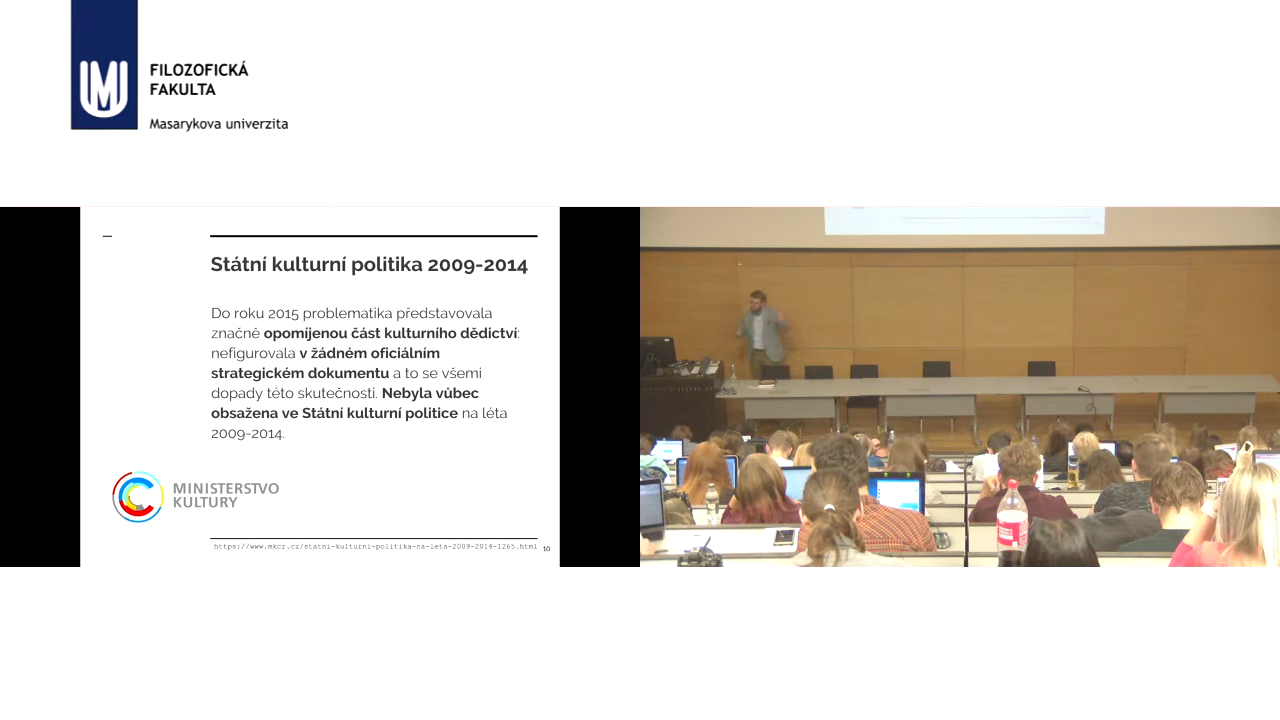 FILOZOFICKÁ
FAKULTA
Masarykova univerzita
Státní kulturní politika 2009-2014
Do roku 2015 problematika představovala
značně opomíjenou část kulturního dědictví:
nefigurovala v žádném oficiálním
strategickém dokumentu a to se všemi
dopady této skutečnosti. Nebyla vůbec
obsažena ve Státní kulturní politice na léta
2009-2014.
MINISTERSTVO
KULTURY
https://www.mkcr.cz/statni-kulturni-politika-na-leta-2009-2014-1265.html
10